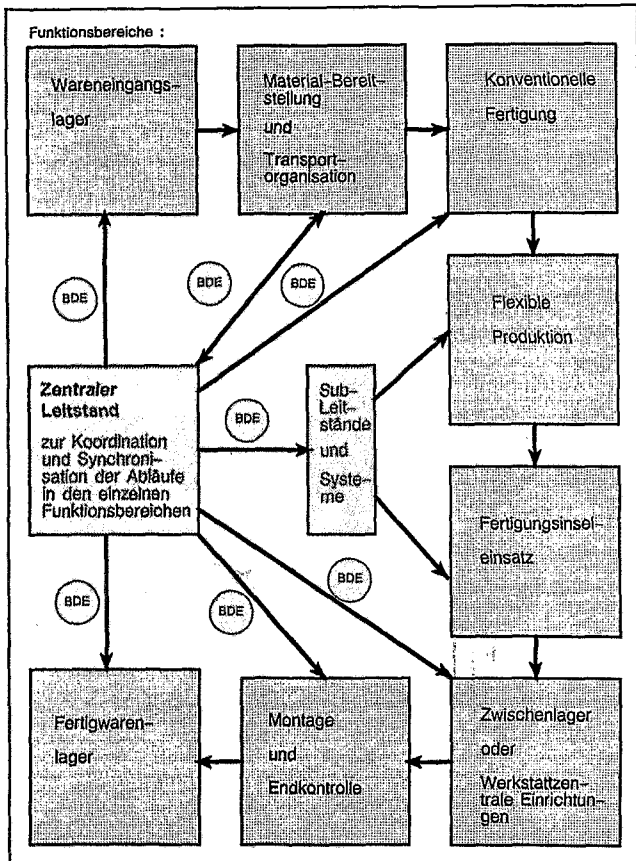 Funktionsbereiche :
Wareneingangs-
lager
Material-Bereit-
stellung
und
Transport-
organisation
Konventionelle
Fertigung
BDE
BDE
BDE
Flexible
Produktion
Zentraler
Leitstand
zur Koordination
und Synchroni-
sation der Abläufe
in den einzelnen
Funktionsbereichen
BDE
Sub-
Leit-
stände
und
Syste-
me
Fertigungsinsel-
einsatz
BDE
BDE
BDE
Fertigwaren-
lager
Montage
und
Endkontrolle
Zwischenlager
oder
Werkstattzen-
trale Einrichtun-
gen